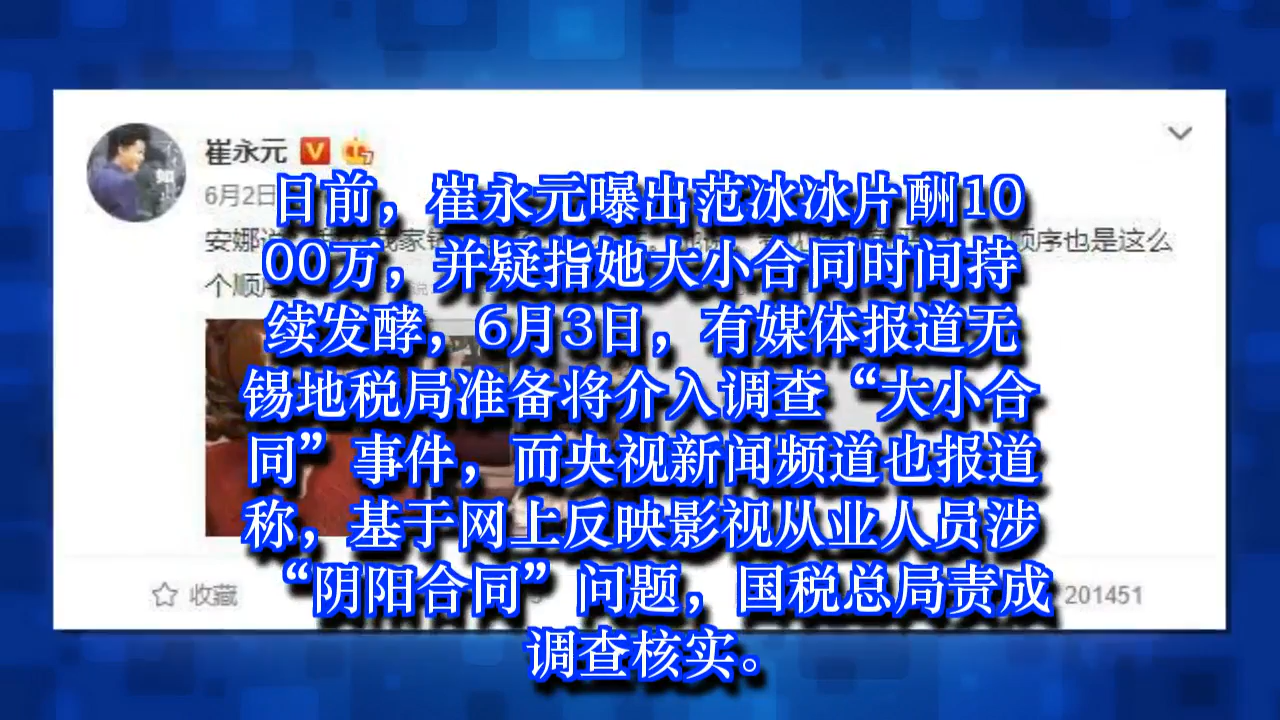 崔永元
6月2日
日前，崔永元曝出范冰冰片酬10
安娜
顺序也是这么
00万，并疑指她大小合同时间持
个顺
续发酵，6月3日，有媒体报道无
锡地税局准备将介入调查“大小合
同”事件，而央视新闻频道也报道
称，基于网上反映影视从业人员涉
“阴阳合同”问题，国税总局责成
收藏
201451
调查核实。